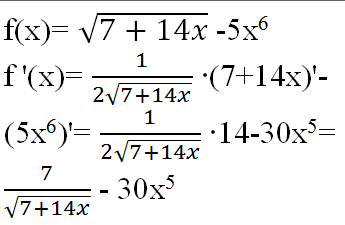 f(x)= √(7 + 14x) -5x⁶
f '(x)= 1/(2√(7+14x)) ·(7+14x)'-
(5x⁶)'= 1/(2√(7+14x)) ·14-30x⁵=
7/√(7+14x) - 30x⁵